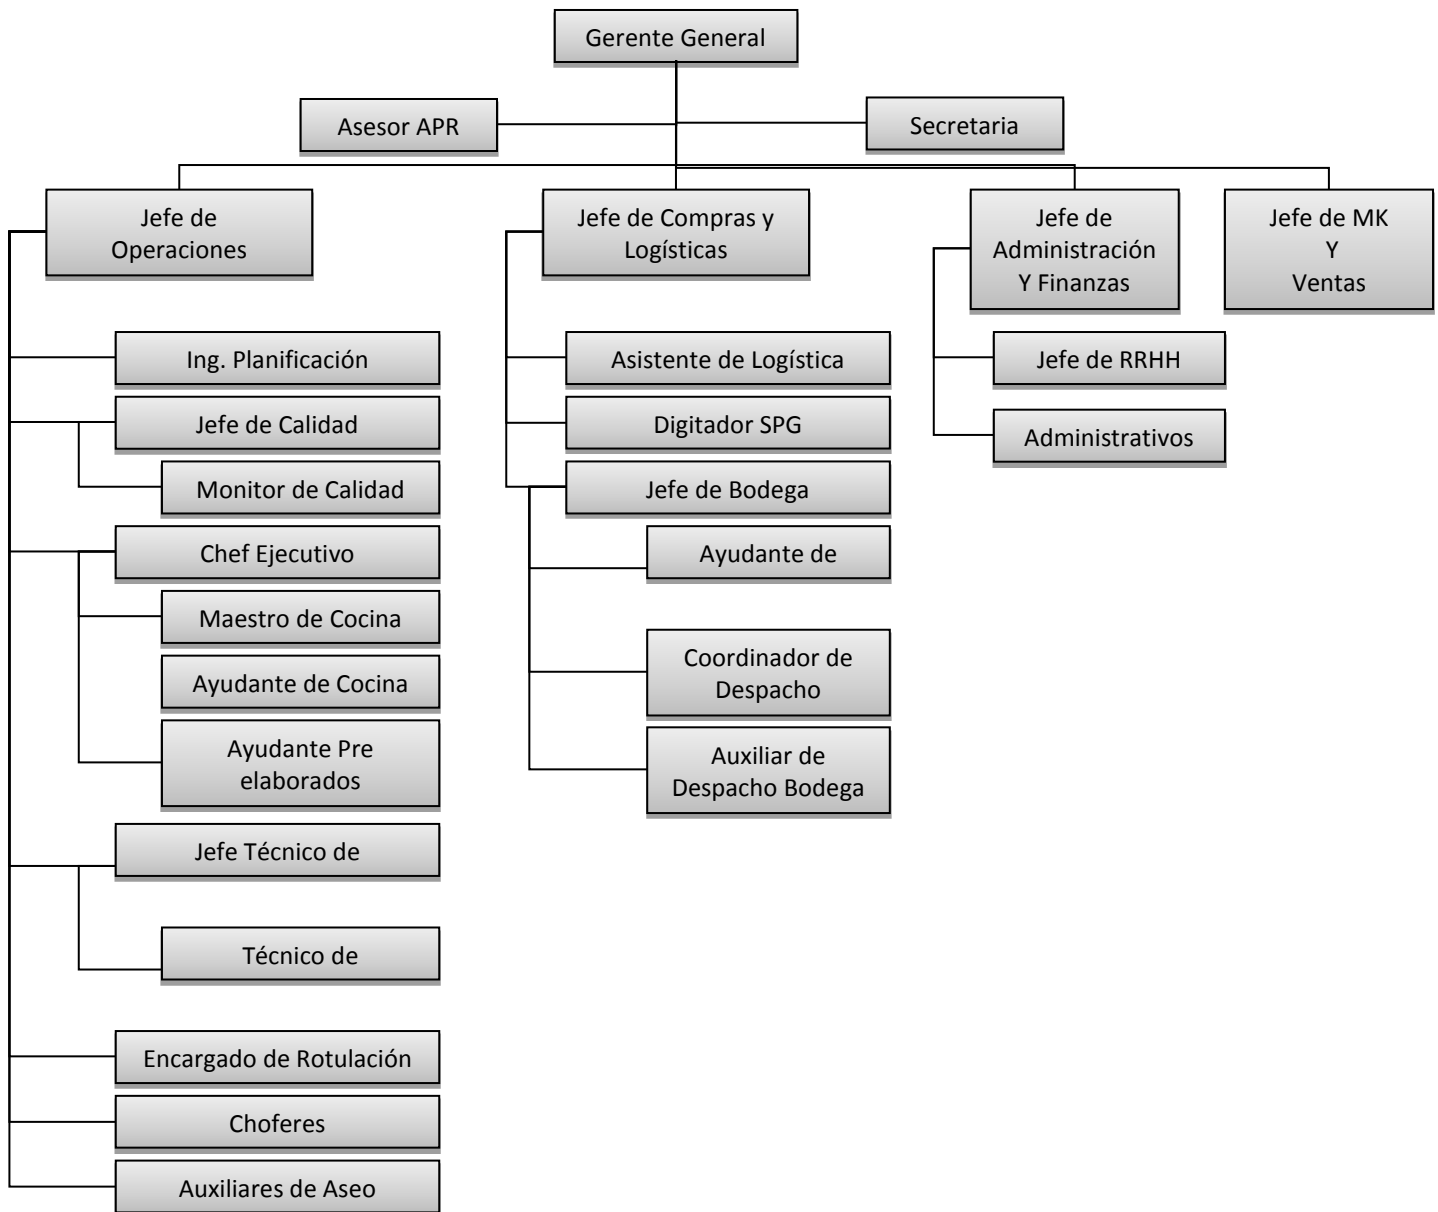 Gerente General
Asesor APR
Secretaria
Jefe de
Operaciones
Jefe de Compras y
Logísticas
Jefe de
Administración
Y Finanzas
Jefe de MK
Y
Ventas
Ing. Planificación
Jefe de Calidad
Monitor de Calidad
Chef Ejecutivo
Maestro de Cocina
Ayudante de Cocina
Ayudante Pre
elaborados
Jefe Técnico de
Técnico de
Encargado de Rotulación
Choferes
Auxiliares de Aseo
Asistente de Logística
Digitador SPG
Jefe de Bodega
Ayudante de
Coordinador de
Despacho
Auxiliar de
Despacho Bodega
Jefe de RRHH
Administrativos